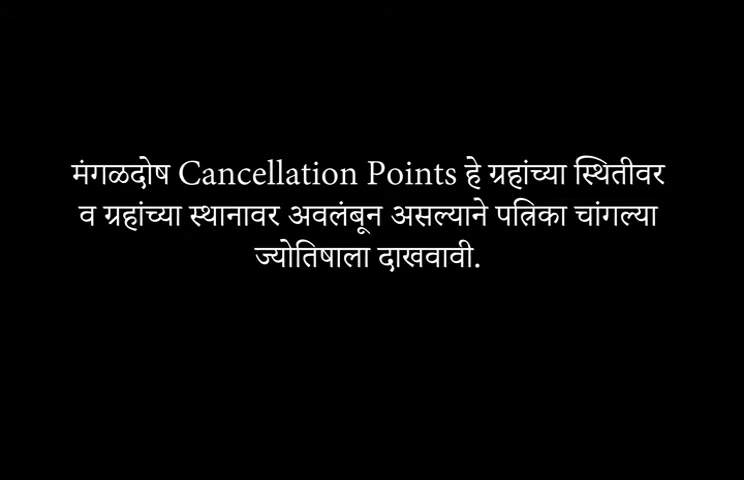 मंगळदोष Cancellation Points हे ग्रहांच्या स्थितीवर
व ग्रहांच्या स्थानावर अवलंबून असल्याने पत्रिका चांगल्या
ज्योतिषाला दाखवावी.